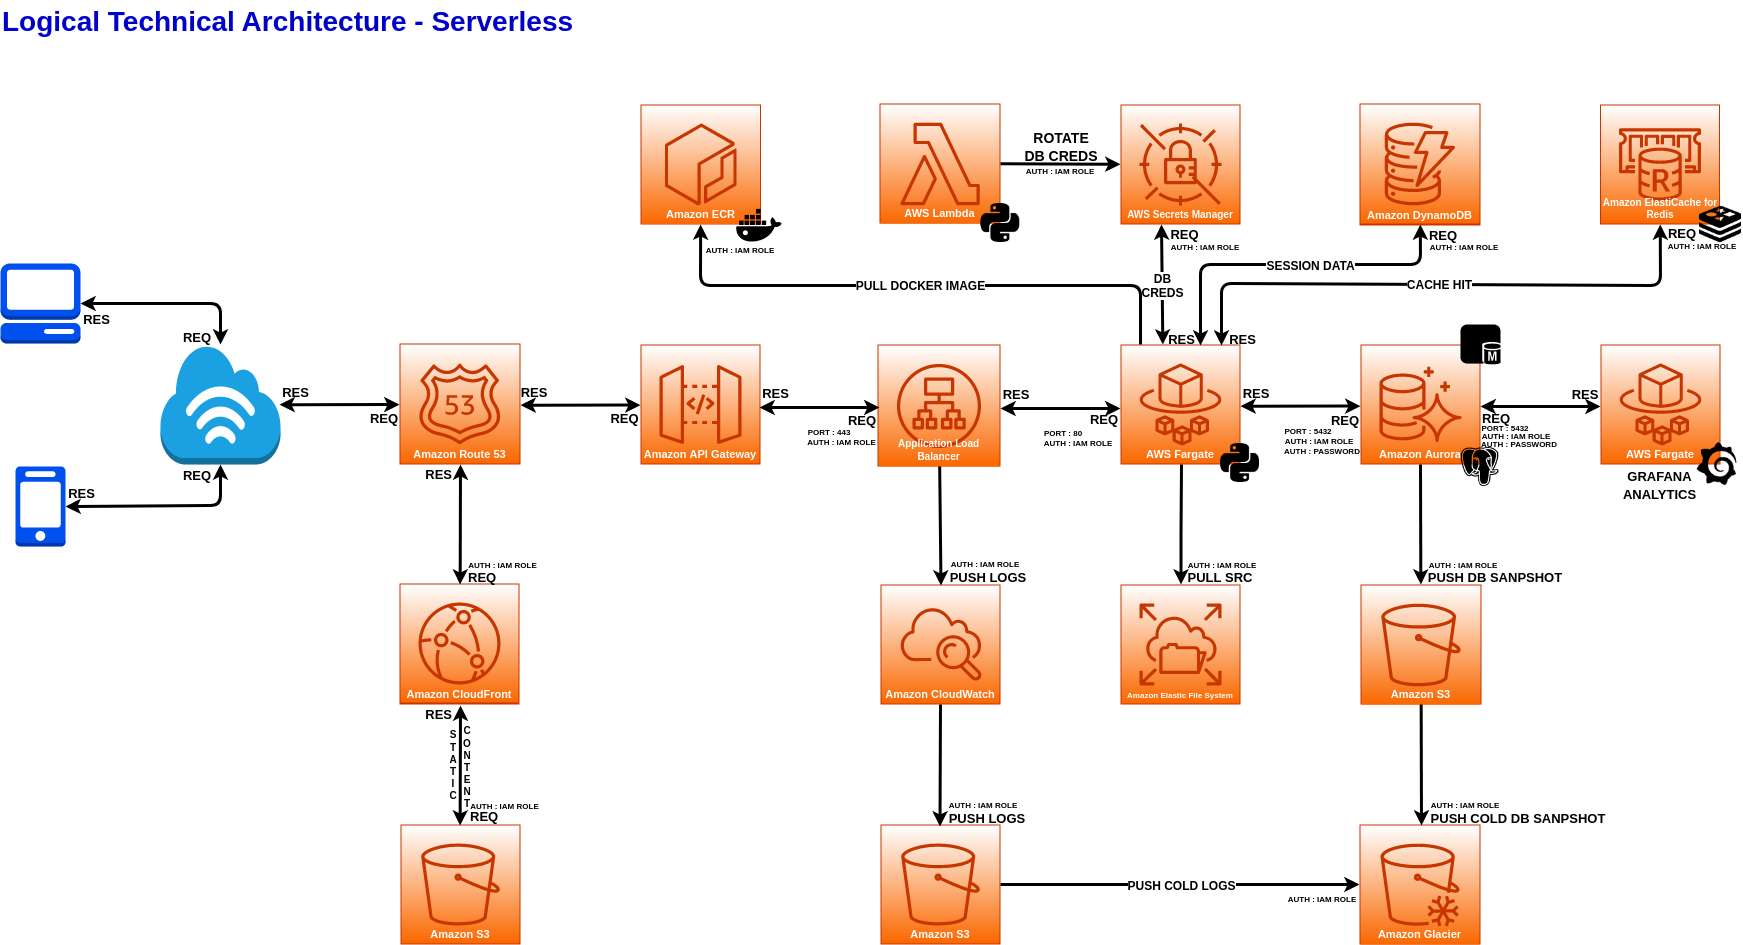 Logical Technical Architecture - Serverless
Amazon ECR
AUTH : IAM ROLE
AWS Lambda
ROTATE
DB CREDS
AUTH : IAM ROLE
AWS Secrets Manager
REQ
AUTH : IAM ROLE
Amazon DynamoDB
REQ
AUTH : IAM ROLE
R
Amazon ElastiCache for
Redis
REQ
AUTH : IAM ROLE
PULL DOCKER IMAGE
DB
CREDS
SESSION DATA
CACHE HIT
RES
RES
RES
REQ
RES
REQ
RES
REQ
53
Amazon Route 53
RES
REQ
Amazon API Gateway
RES
REQ
PORT : 443
AUTH : IAM ROLE
Application Load
Balancer
RES
REQ
PORT : 80
AUTH : IAM ROLE
AWS Fargate
RES
REQ
PORT : 5432
AUTH : IAM ROLE
AUTH : PASSWORD
M
Amazon Aurora
RES
REQ
PORT : 5432
AUTH : IAM ROLE
AUTH : PASSWORD
AWS Fargate
GRAFANA
ANALYTICS
RES
AUTH : IAM ROLE
REQ
Amazon CloudFront
RES
STATIC
CONTENT
AUTH : IAM ROLE
REQ
Amazon S3
AUTH : IAM ROLE
PUSH LOGS
Amazon CloudWatch
AUTH : IAM ROLE
PUSH LOGS
Amazon S3
AUTH : IAM ROLE
PULL SRC
Amazon Elastic File System
AUTH : IAM ROLE
PUSH DB SANPSHOT
Amazon S3
AUTH : IAM ROLE
PUSH COLD DB SANPSHOT
PUSH COLD LOGS
AUTH : IAM ROLE
Amazon Glacier